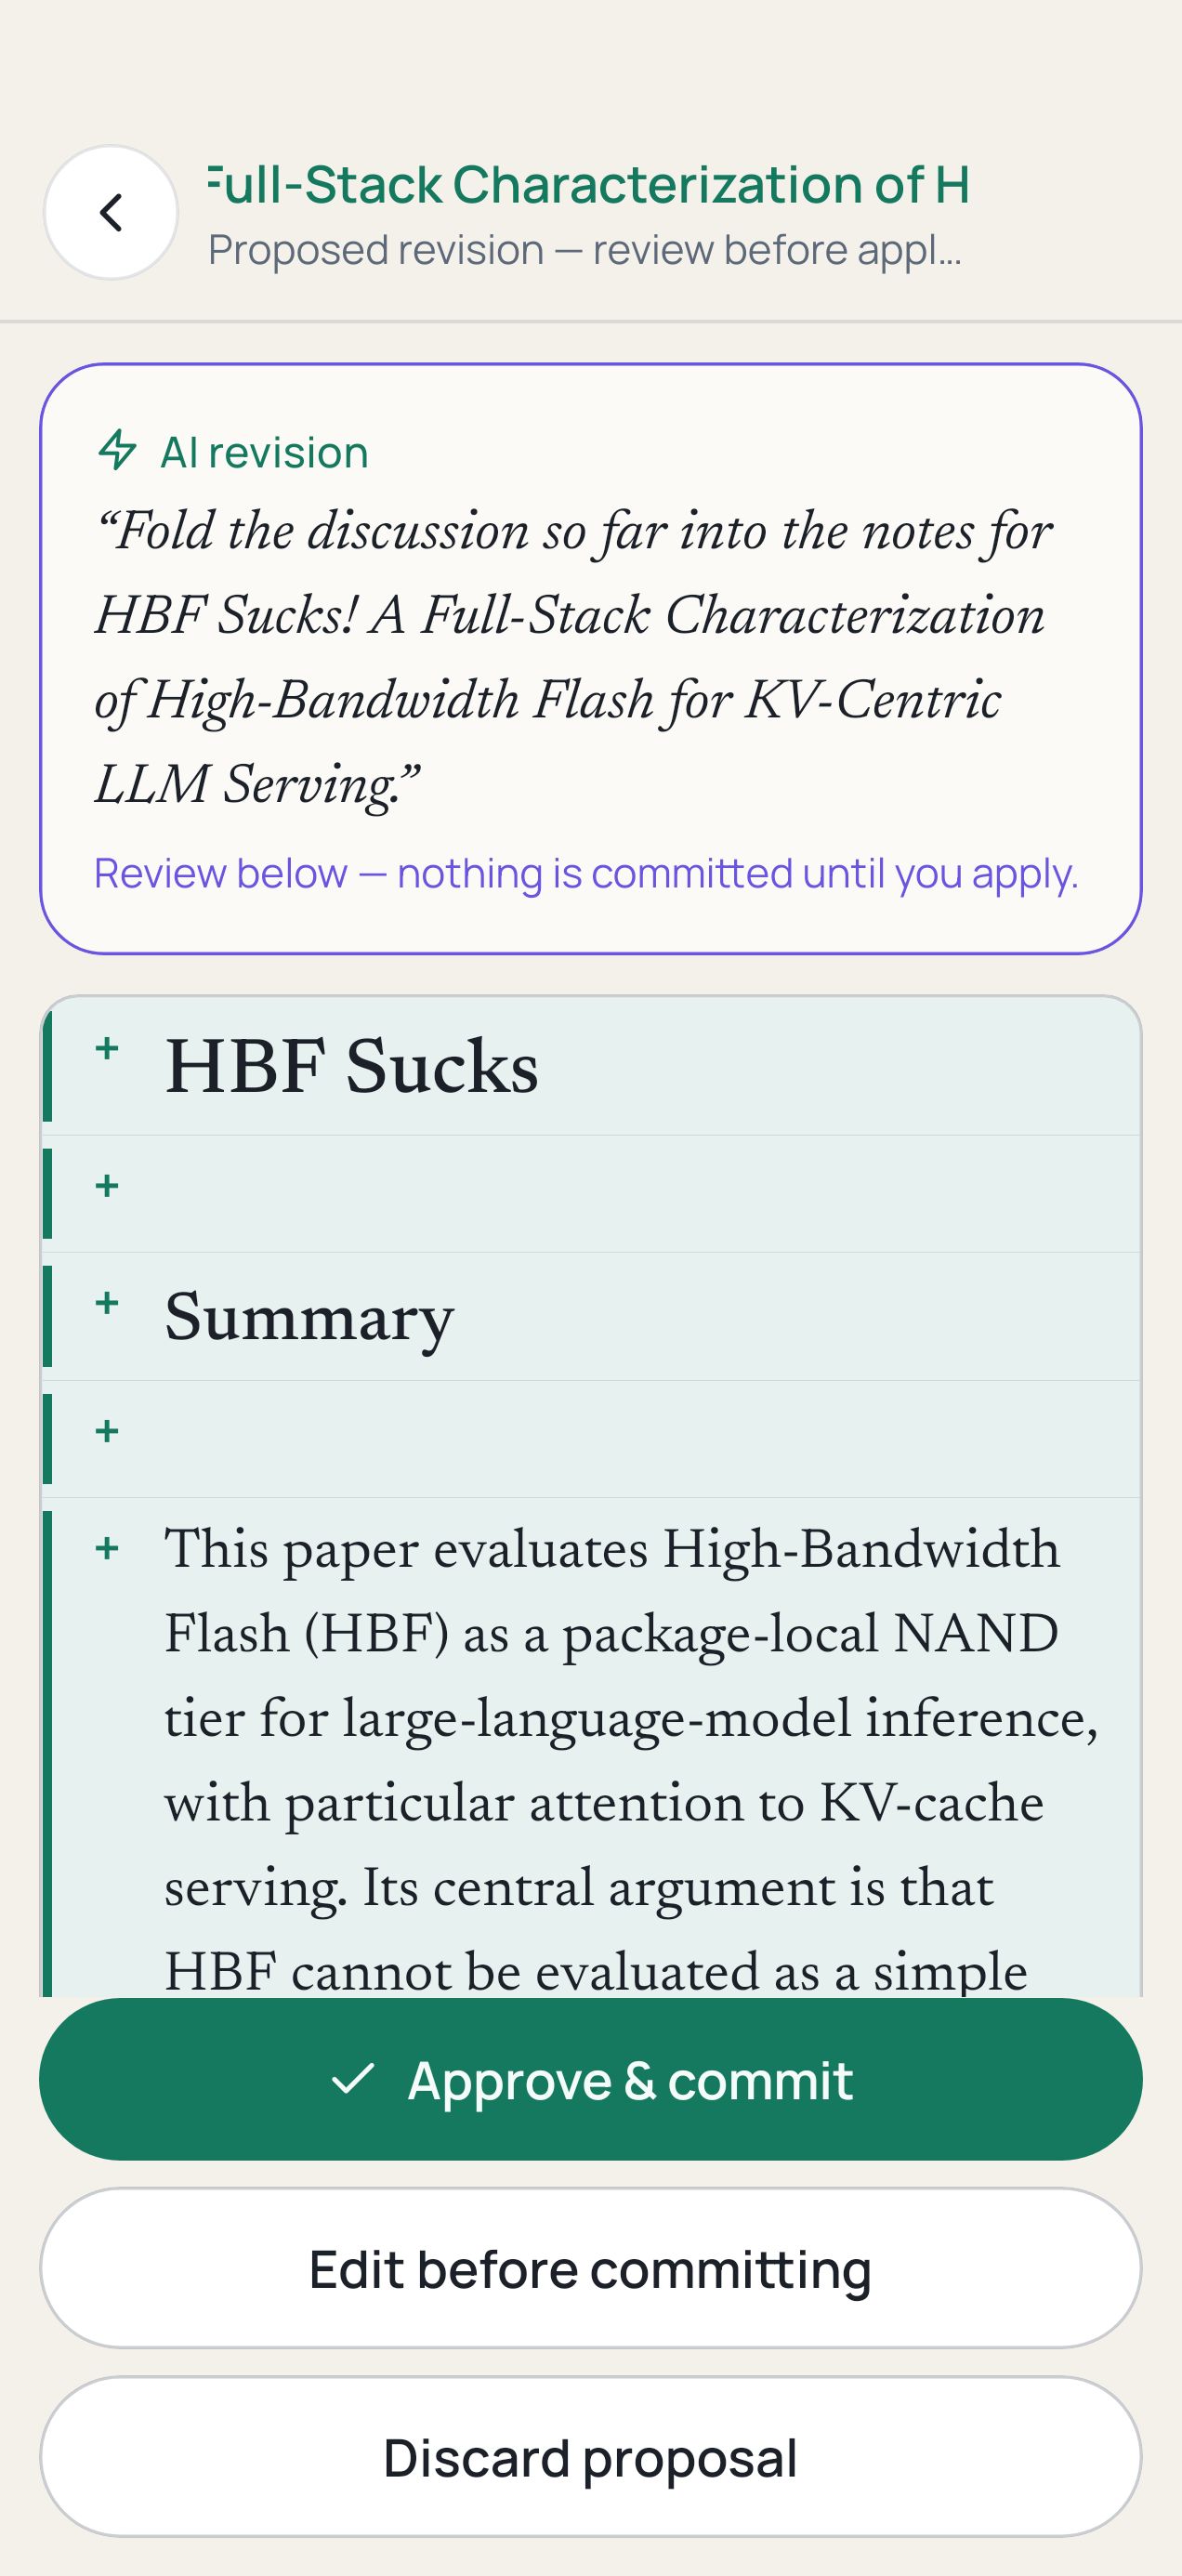 Full-Stack Characterization of H
Proposed revision — review before appl...
AI revision
“Fold the discussion so far into the notes for
HBF Sucks! A Full-Stack Characterization
of High-Bandwidth Flash for KV-Centric
LLM Serving.”
Review below — nothing is committed until you apply.
+ HBF Sucks
+
+ Summary
+
+ This paper evaluates High-Bandwidth
Flash (HBF) as a package-local NAND
tier for large-language-model inference,
with particular attention to KV-cache
serving. Its central argument is that
HBF cannot be evaluated as a simple
Approve & commit
Edit before committing
Discard proposal